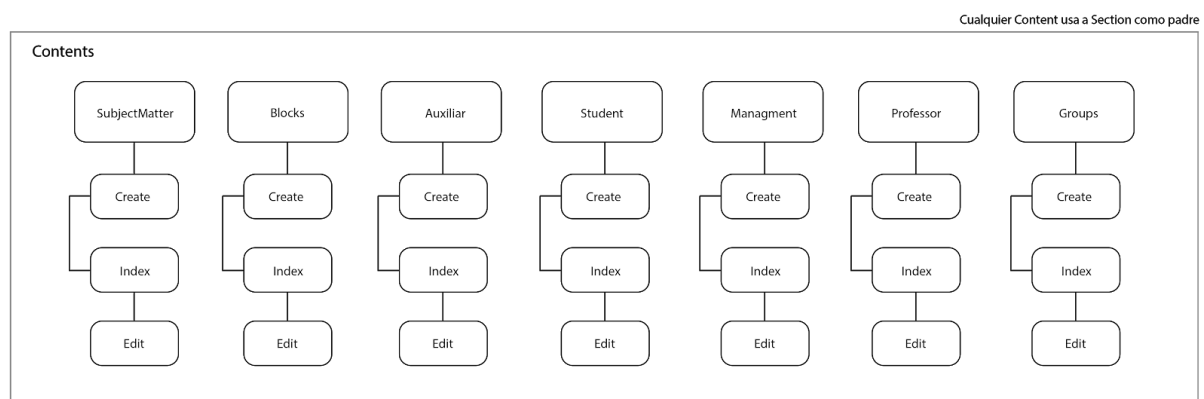 Cualquier Content usa a Section como padre
Contents
SubjectMatter
Blocks
Auxiliar
Student
Managment
Professor
Groups
Create
Create
Create
Create
Create
Create
Create
Index
Index
Index
Index
Index
Index
Index
Edit
Edit
Edit
Edit
Edit
Edit
Edit